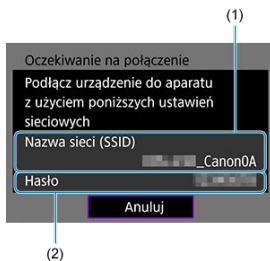 (1)
Oczekiwanie na połączenie
Podłącz urządzenie do aparatu
z użyciem poniższych ustawień
sieciowych
Nazwa sieci (SSID)
_Canon0A
Hasło
Anuluj
(2)